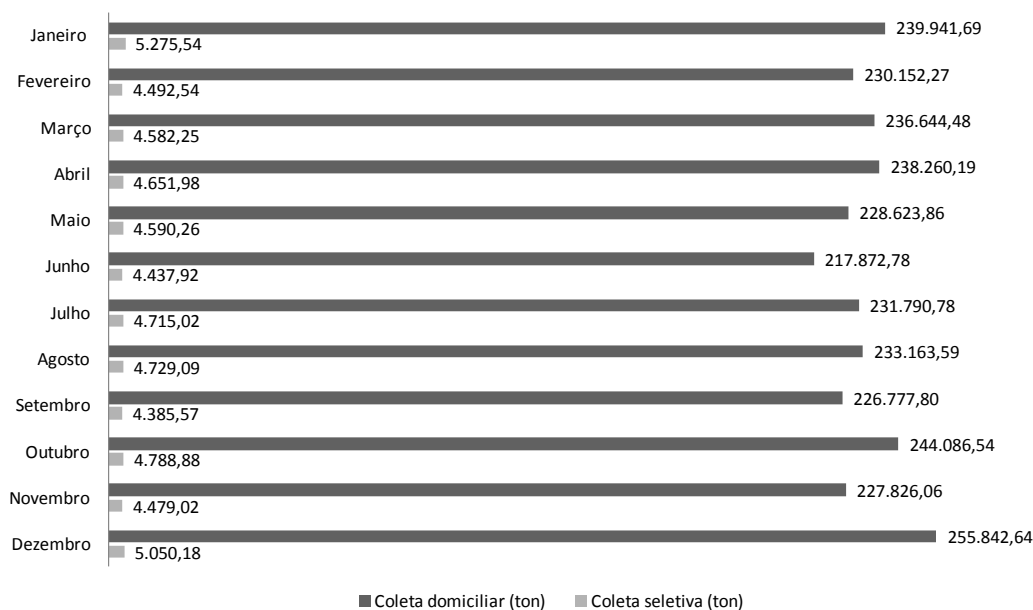 Janeiro
239.941,69
5.275,54
Fevereiro
230.152,27
4.492,54
Março
236.644,48
4.582,25
Abril
238.260,19
4.651,98
Maio
228.623,86
4.590,26
Junho
217.872,78
4.437,92
Julho
231.790,78
4.715,02
Agosto
233.163,59
4.729,09
Setembro
226.777,80
4.385,57
Outubro
244.086,54
4.788,88
Novembro
227.826,06
4.479,02
Dezembro
255.842,64
5.050,18
Coleta domiciliar (ton) Coleta seletiva (ton)